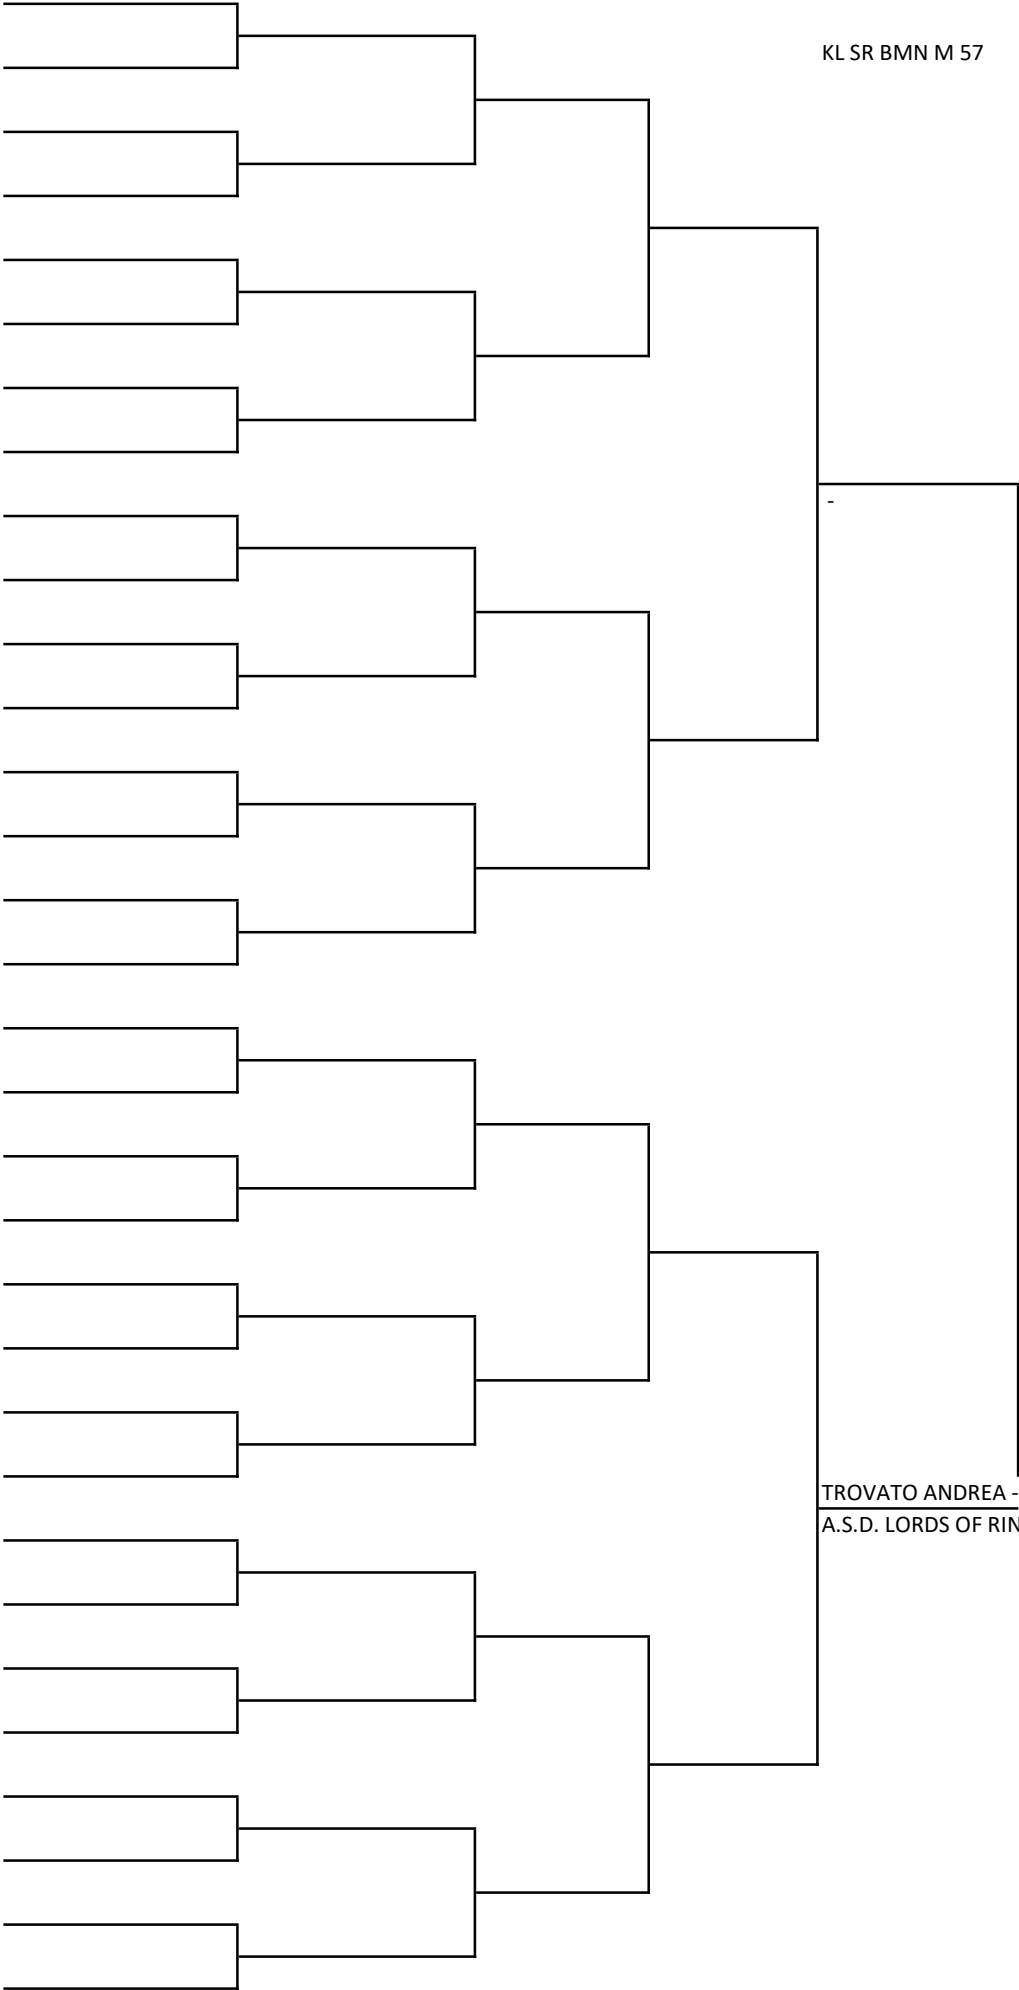 KL SR BMN M 57
-
TROVATO ANDREA -
A.S.D. LORDS OF RIN